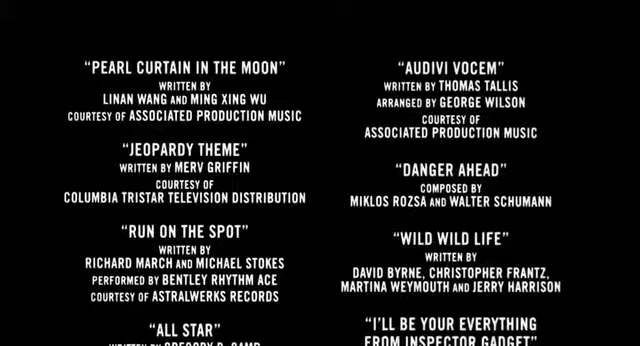 “PEARL CURTAIN IN THE MOON”
WRITTEN BY
LINAN WANG AND MING XING WU
COURTESY OF ASSOCIATED PRODUCTION MUSIC
“JEOPARDY THEME”
WRITTEN BY MERV GRIFFIN
COURTESY OF
COLUMBIA TRISTAR TELEVISION DISTRIBUTION
“RUN ON THE SPOT”
WRITTEN BY
RICHARD MARCH AND MICHAEL STOKES
PERFORMED BY BENTLEY RHYTHM ACE
COURTESY OF ASTRALWERKS RECORDS
“ALL STAR”
WRITTEN BY GREGORY D. CAMP
“AUDIVI VOCEM”
WRITTEN BY THOMAS TALLIS
ARRANGED BY GEORGE WILSON
COURTESY OF
ASSOCIATED PRODUCTION MUSIC
“DANGER AHEAD”
COMPOSED BY
MIKLOS ROZSA AND WALTER SCHUMANN
“WILD WILD LIFE”
WRITTEN BY
DAVID BYRNE, CHRISTOPHER FRANTZ,
MARTINA WEYMOUTH AND JERRY HARRISON
“I’LL BE YOUR EVERYTHING
FROM INSPECTOR GADGET”